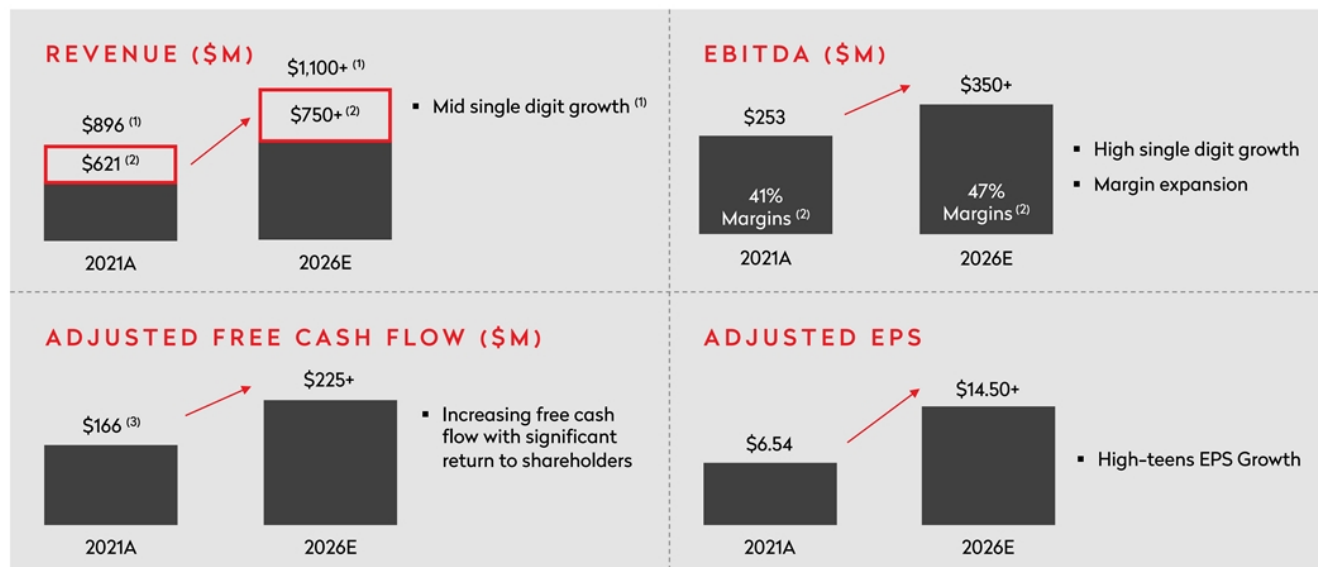 REVENUE ($M)
$1,100+ (1)
$896 (1)
$750+ (2)
$621 (2)
▪ Mid single digit growth (1)
2021A
2026E
EBITDA ($M)
$350+
$253
41%
Margins (2)
47%
Margins (2)
▪ High single digit growth
▪ Margin expansion
2021A
2026E
ADJUSTED FREE CASH FLOW ($M)
$225+
$166 (3)
▪ Increasing free cash
flow with significant
return to shareholders
2021A
2026E
ADJUSTED EPS
$14.50+
$6.54
▪ High-teens EPS Growth
2021A
2026E